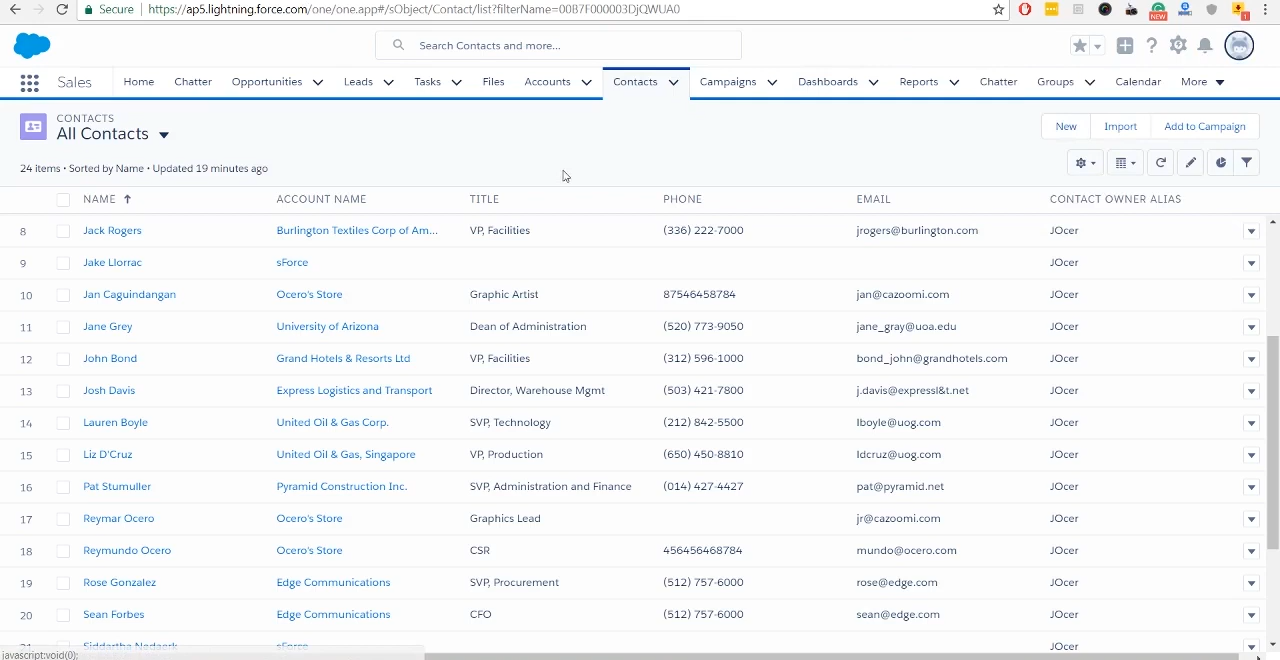 Secure https://ap5.lightning.force.com/one/one.app#/sObject/Contact/list?filterName=00B7F000003DjQWUA0
NEW
1
Search Contacts and more...
Sales Home Chatter Opportunities Leads Tasks Files Accounts Contacts Campaigns Dashboards Reports Chatter Groups Calendar More
CONTACTS
All Contacts
New Import Add to Campaign
24 items • Sorted by Name • Updated 19 minutes ago
NAME ACCOUNT NAME TITLE PHONE EMAIL CONTACT OWNER ALIAS
8 Jack Rogers Burlington Textiles Corp of Am... VP, Facilities (336) 222-7000 jrogers@burlington.com JOcer
9 Jake Llorrac sForce JOcer
10 Jan Caguindangan Ocero's Store Graphic Artist 87546458784 jan@cazoomi.com JOcer
11 Jane Grey University of Arizona Dean of Administration (520) 773-9050 jane_gray@uoa.edu JOcer
12 John Bond Grand Hotels & Resorts Ltd VP, Facilities (312) 596-1000 bond_john@grandhotels.com JOcer
13 Josh Davis Express Logistics and Transport Director, Warehouse Mgmt (503) 421-7800 j.davis@expressl&t.net JOcer
14 Lauren Boyle United Oil & Gas Corp. SVP, Technology (212) 842-5500 lboyle@uog.com JOcer
15 Liz D'Cruz United Oil & Gas, Singapore VP, Production (650) 450-8810 ldcruz@uog.com JOcer
16 Pat Stumuller Pyramid Construction Inc. SVP, Administration and Finance (014) 427-4427 pat@pyramid.net JOcer
17 Reymar Ocero Ocero's Store Graphics Lead jr@cazoomi.com JOcer
18 Reymundo Ocero Ocero's Store CSR 456456468784 mundo@ocero.com JOcer
19 Rose Gonzalez Edge Communications SVP, Procurement (512) 757-6000 rose@edge.com JOcer
20 Sean Forbes Edge Communications CFO (512) 757-6000 sean@edge.com JOcer
21 Siddartha Nedaerk sForce JOcer
javascript:void(0);